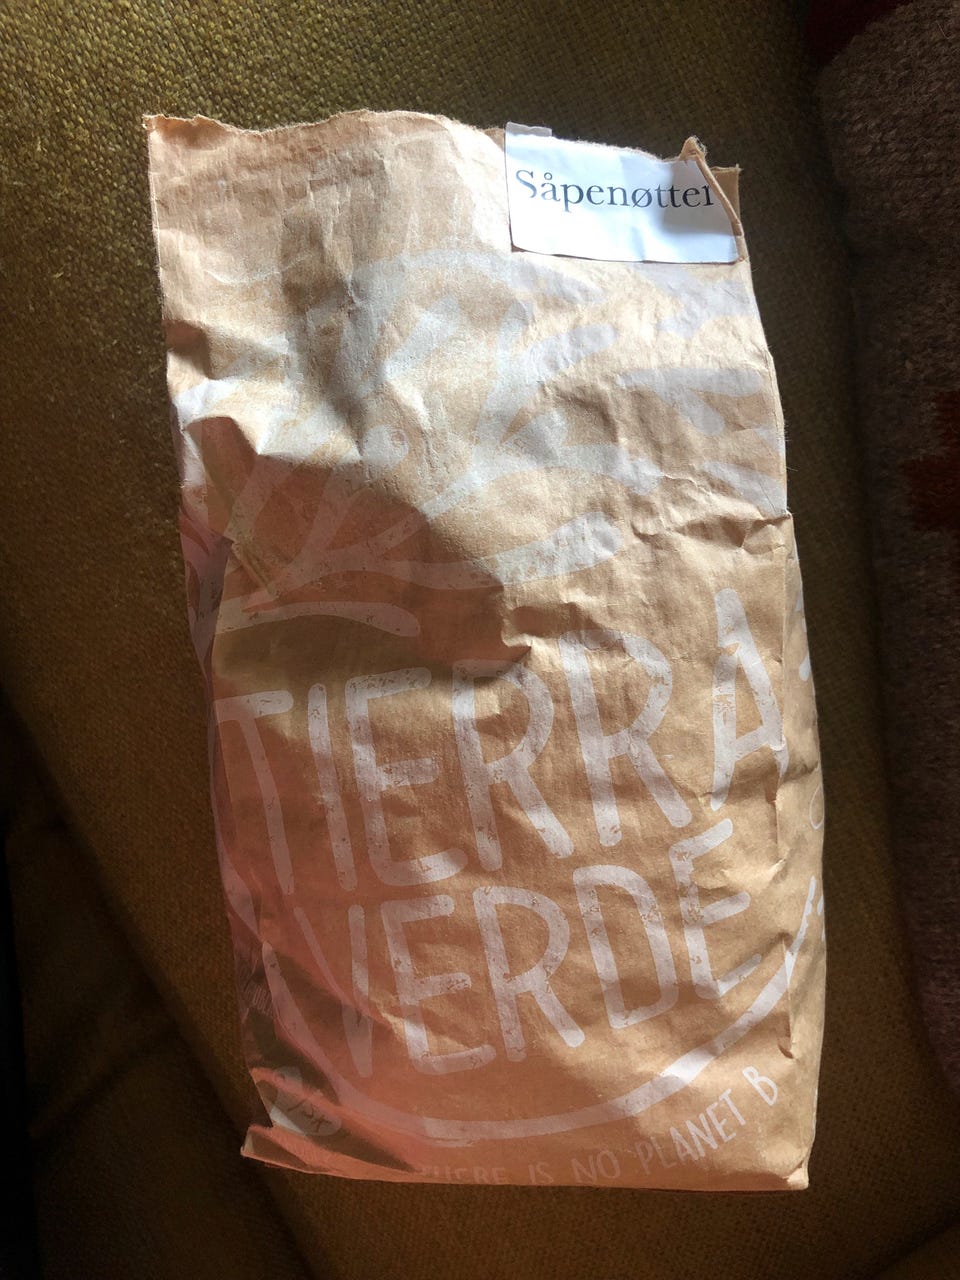 Såpenøtter
TIERRA
VERDE
THERE IS NO PLANET B